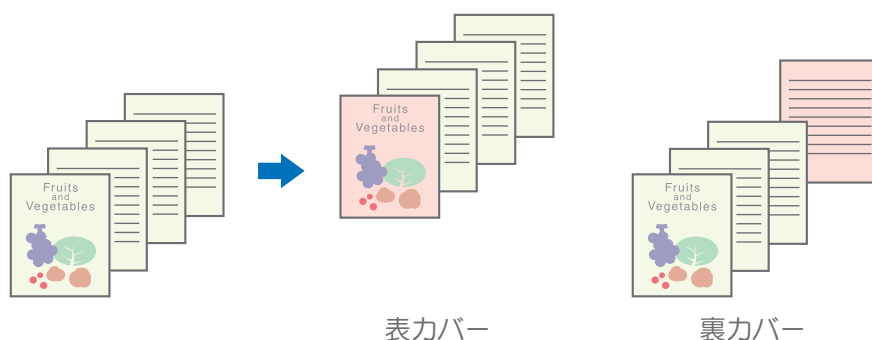 Fruits
and
Vegetables
Fruits
and
Vegetables
Fruits
and
Vegetables
表カバー
裏カバー